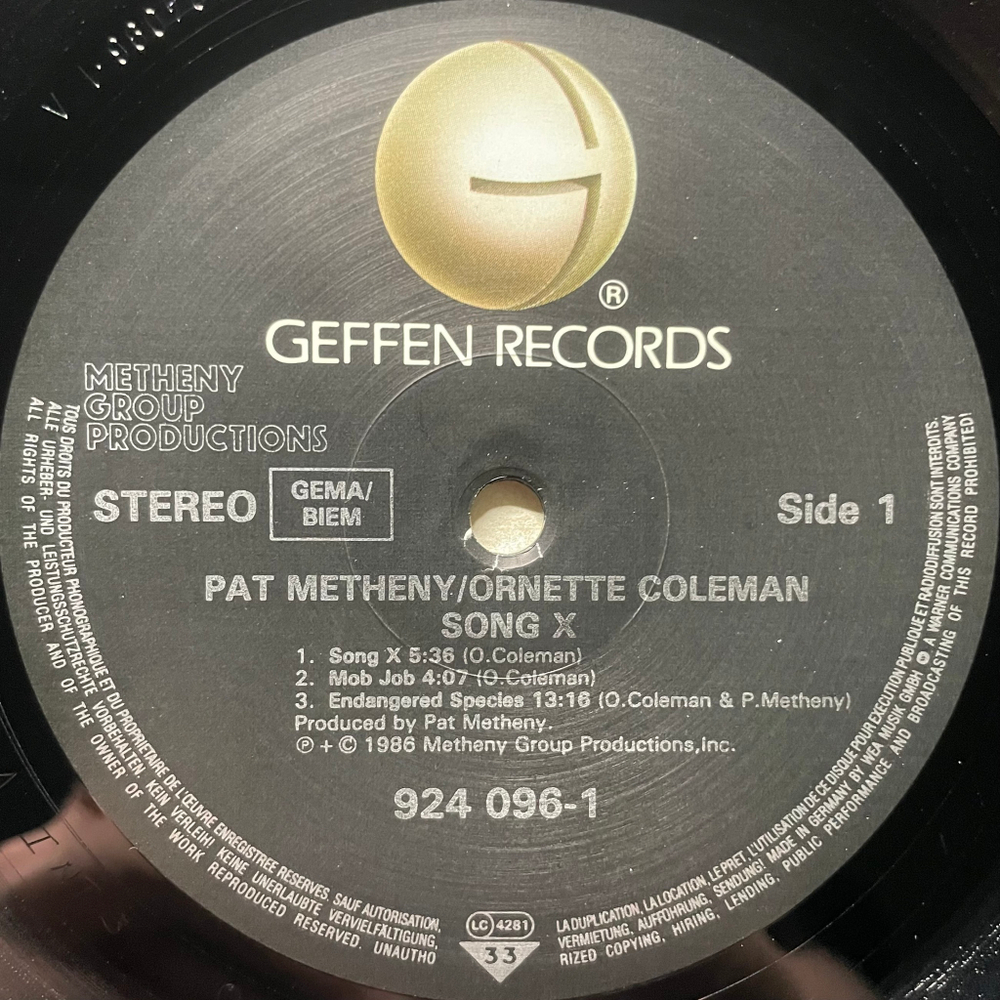 GEFFEN RECORDS
®
METHENY
GROUP
PRODUCTIONS
STEREO
GEMA/
BIEM
Side 1
PAT METHENY/ORNETTE COLEMAN
SONG X
1. Song X 5:36 (O.Coleman)
2. Mob Job 4:07 (O.Coleman)
3. Endangered Species 13:16 (O.Coleman & P.Metheny)
Produced by Pat Metheny.
℗ + © 1986 Metheny Group Productions,Inc.
924 096-1
TOUS DROITS DU PRODUCTEUR PHONOGRAPHIQUE ET DU PROPRIETAIRE DE L'ŒUVRE ENREGISTREE RESERVES. SAUF AUTORISATION,
LA DUPLICATION, LA LOCATION, LE PRET, L'UTILISATION DE CE DISQUE POUR EXECUTION PUBLIQUE ET RADIODIFFUSION SONT INTERDITS.
ALLE URHEBER- UND LEISTUNGSSCHUTZRECHTE VORBEHALTEN. KEIN VERLEIH! KEINE UNERLAUBTE VERVIELFÄLTIGUNG,
VERMIETUNG, AUFFÜHRUNG, SENDUNG! MADE IN GERMANY BY WEA MUSIK GMBH A WARNER COMMUNICATIONS COMPANY
ALL RIGHTS OF THE PRODUCER AND OF THE OWNER OF THE WORK REPRODUCED RESERVED. UNAUTHO
RIZED COPYING, HIRING, LENDING, PUBLIC PERFORMANCE AND BROADCASTING OF THIS RECORD PROHIBITED!
LC 4281
33